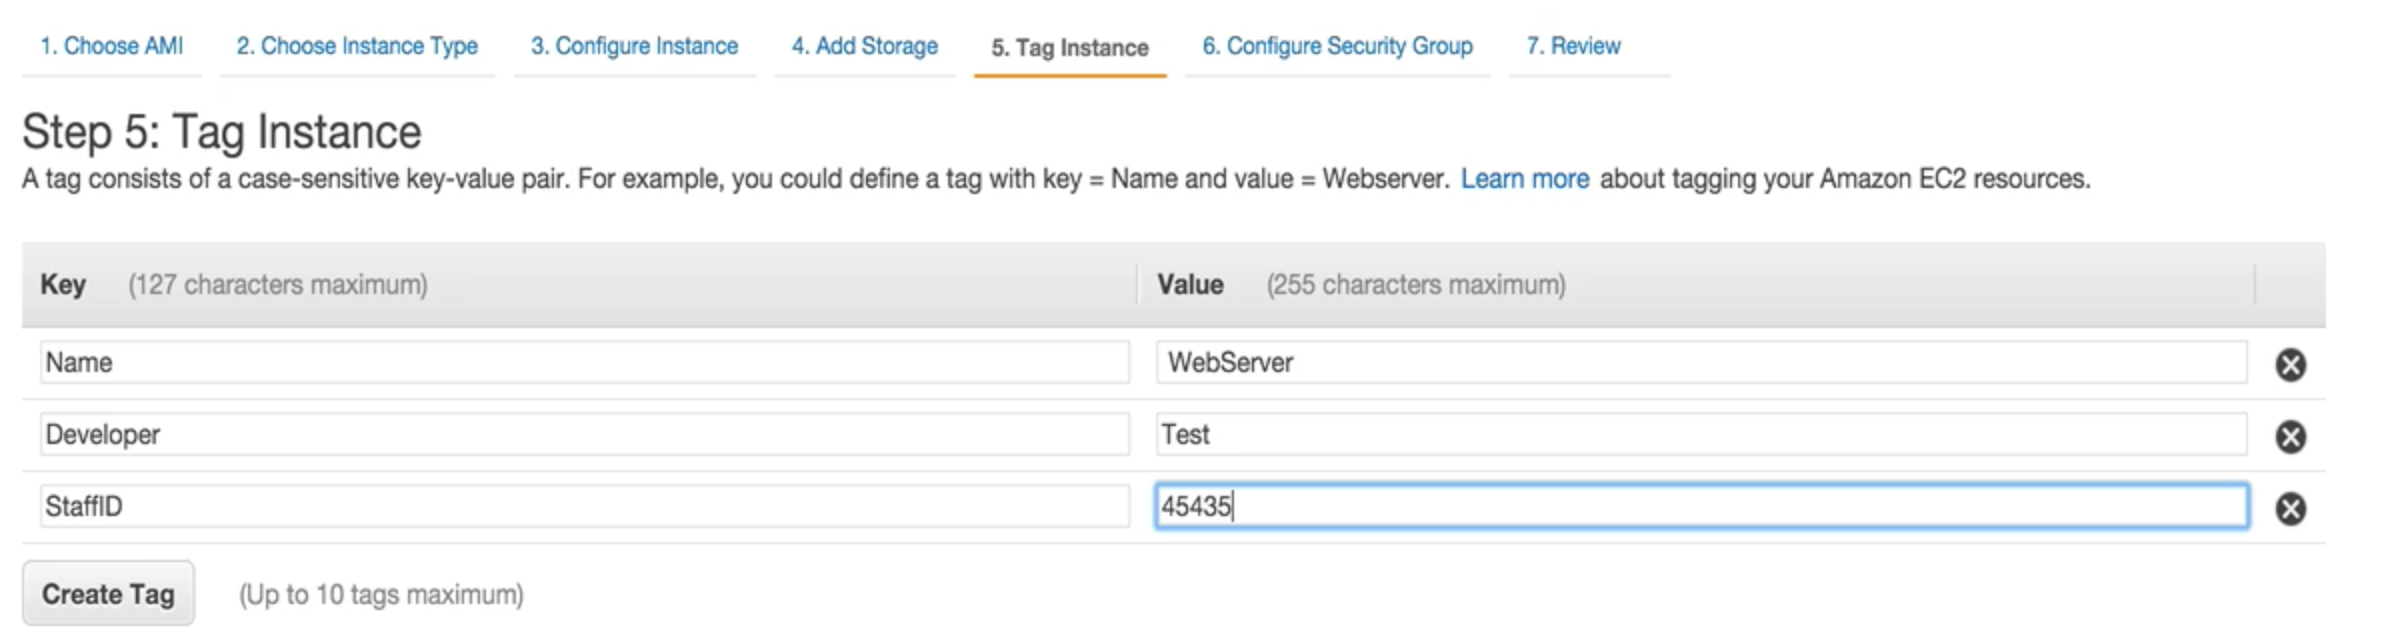 1. Choose AMI 2. Choose Instance Type 3. Configure Instance 4. Add Storage 5. Tag Instance 6. Configure Security Group 7. Review
Step 5: Tag Instance
A tag consists of a case-sensitive key-value pair. For example, you could define a tag with key = Name and value = Webserver. Learn more about tagging your Amazon EC2 resources.
Key (127 characters maximum) Value (255 characters maximum)
Name WebServer
Developer Test
StaffID 45435
Create Tag (Up to 10 tags maximum)